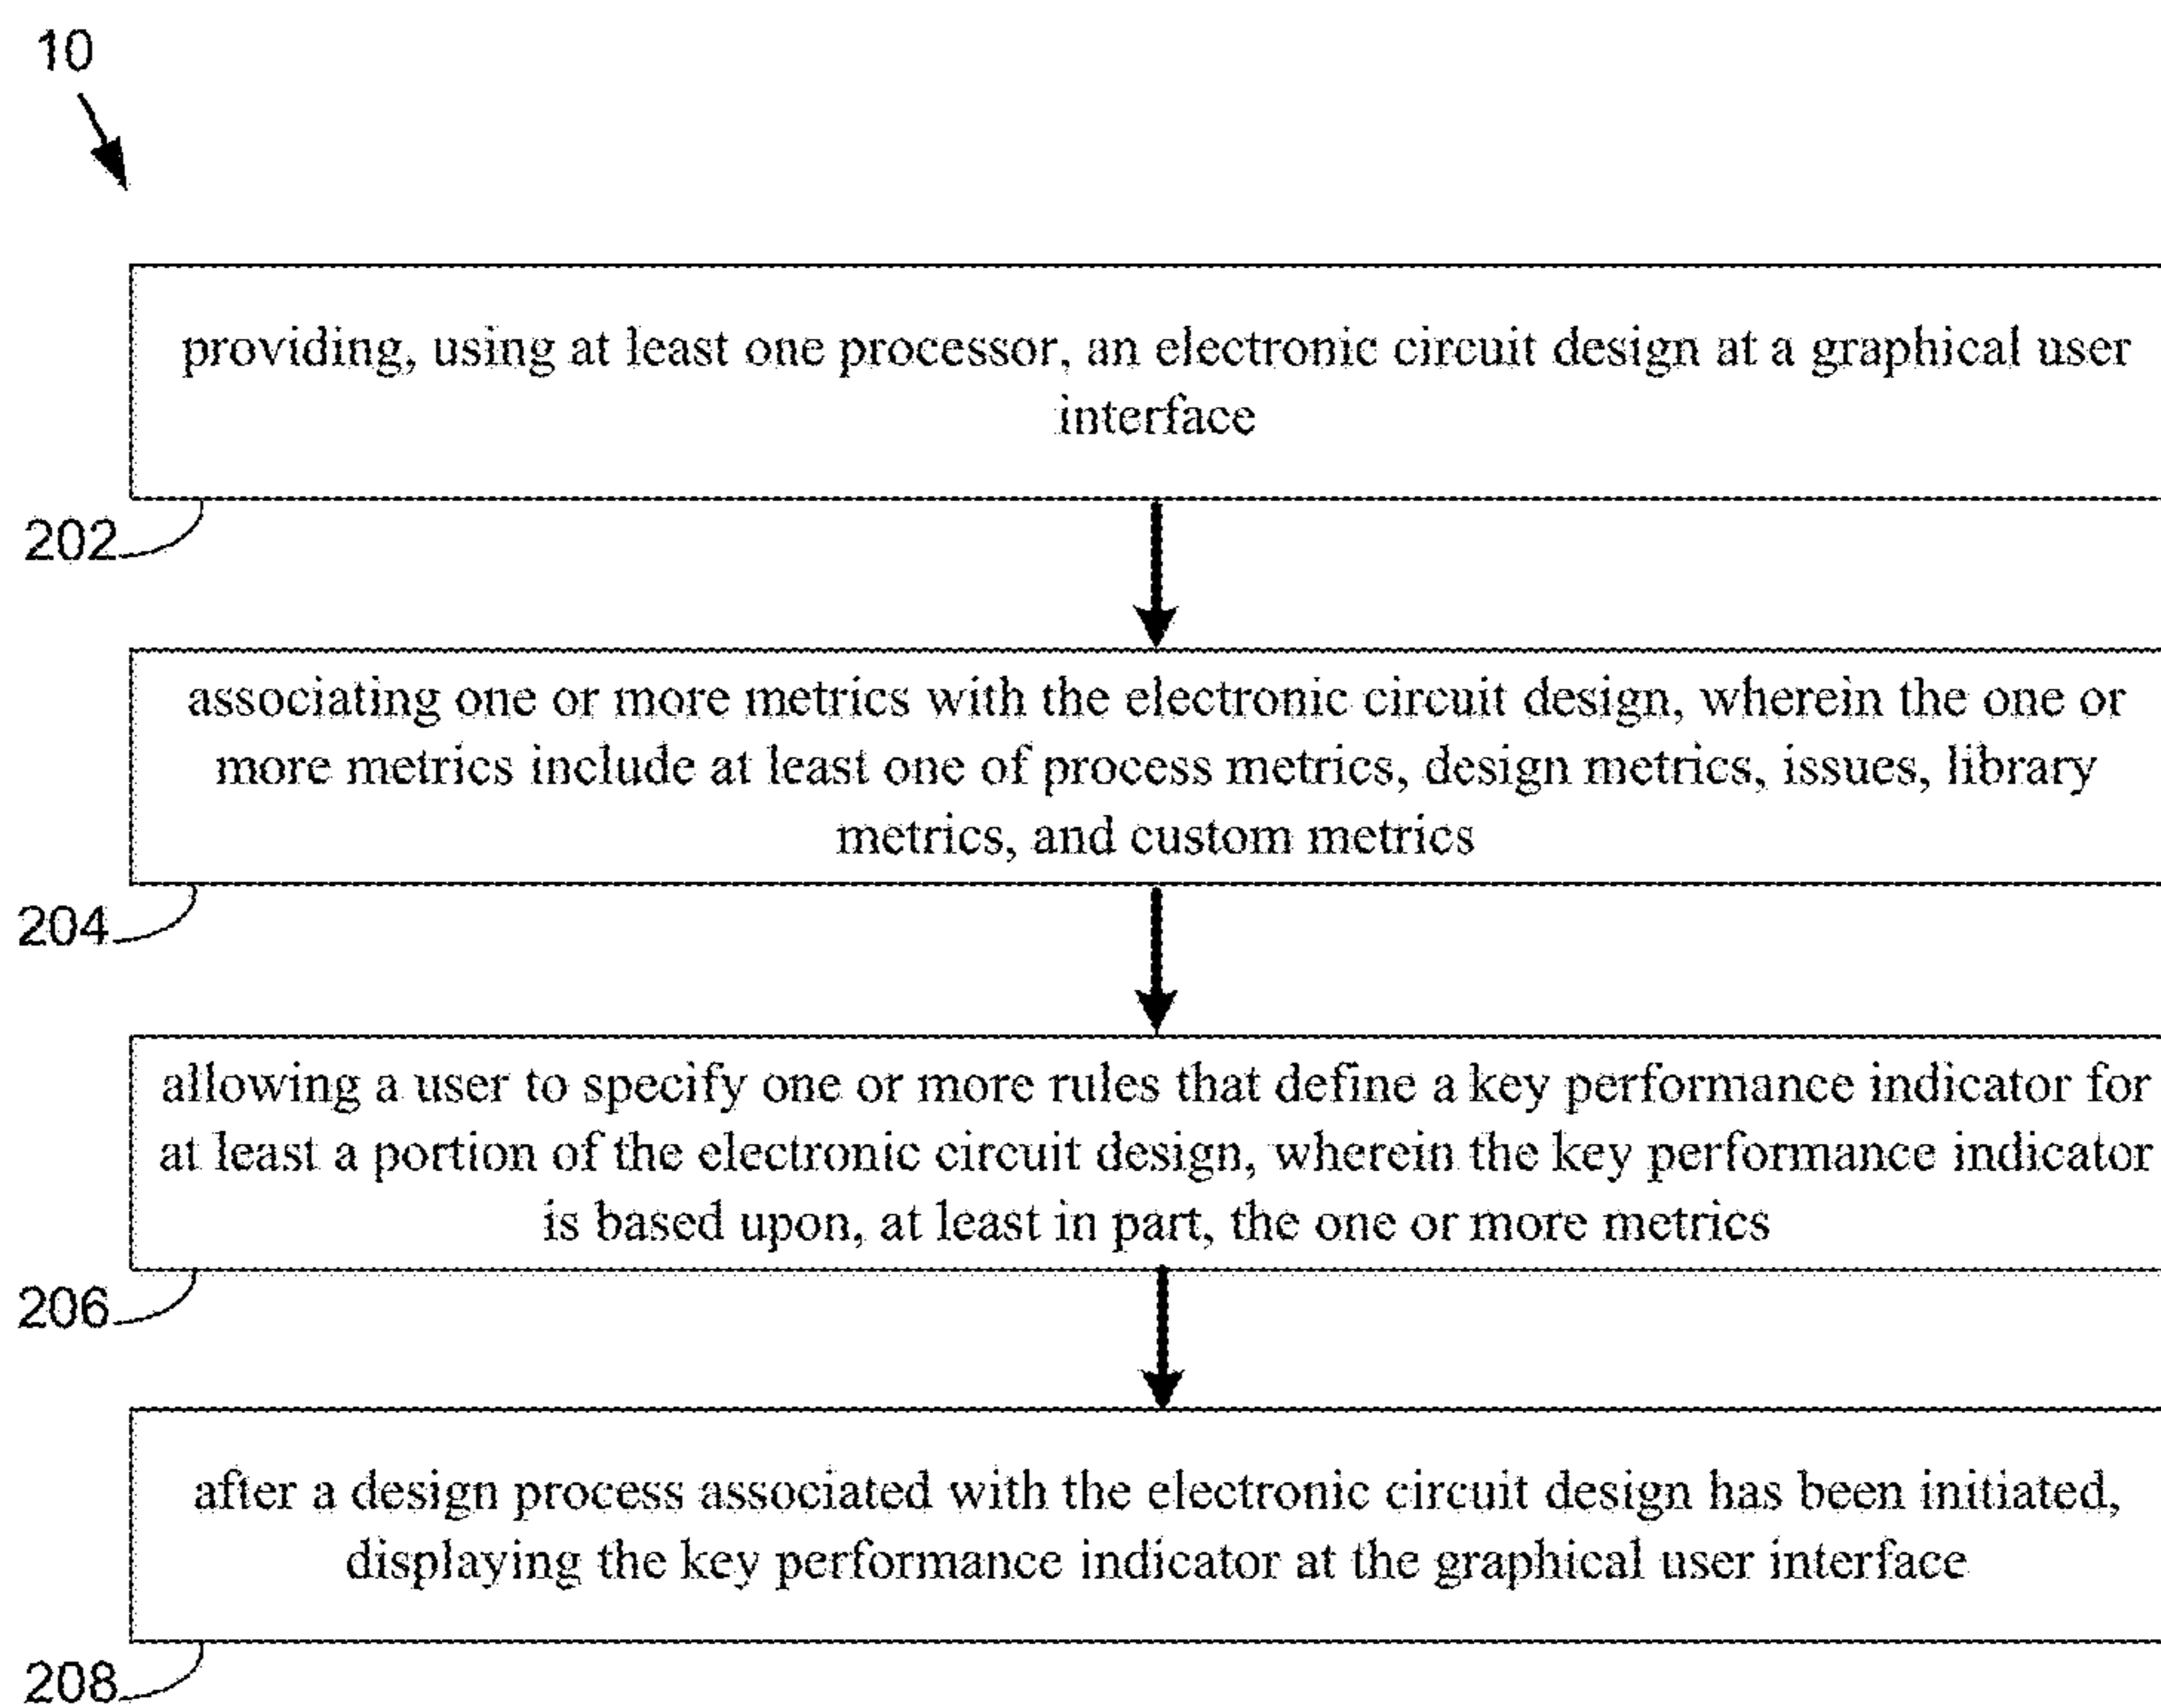 10
providing, using at least one processor, an electronic circuit design at a graphical user
interface
202
associating one or more metrics with the electronic circuit design, wherein the one or
more metrics include at least one of process metrics, design metrics, issues, library
metrics, and custom metrics
204
allowing a user to specify one or more rules that define a key performance indicator for
at least a portion of the electronic circuit design, wherein the key performance indicator
is based upon, at least in part, the one or more metrics
206
after a design process associated with the electronic circuit design has been initiated,
displaying the key performance indicator at the graphical user interface
208